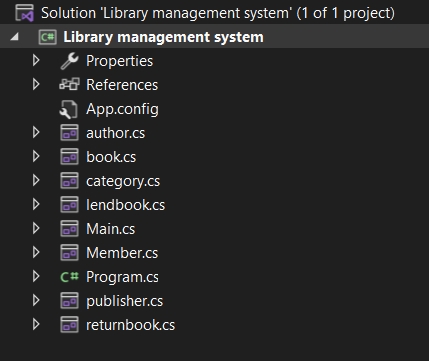 Solution 'Library management system' (1 of 1 project)
C# Library management system
Properties
References
App.config
author.cs
book.cs
category.cs
lendbook.cs
Main.cs
Member.cs
C# Program.cs
publisher.cs
returnbook.cs